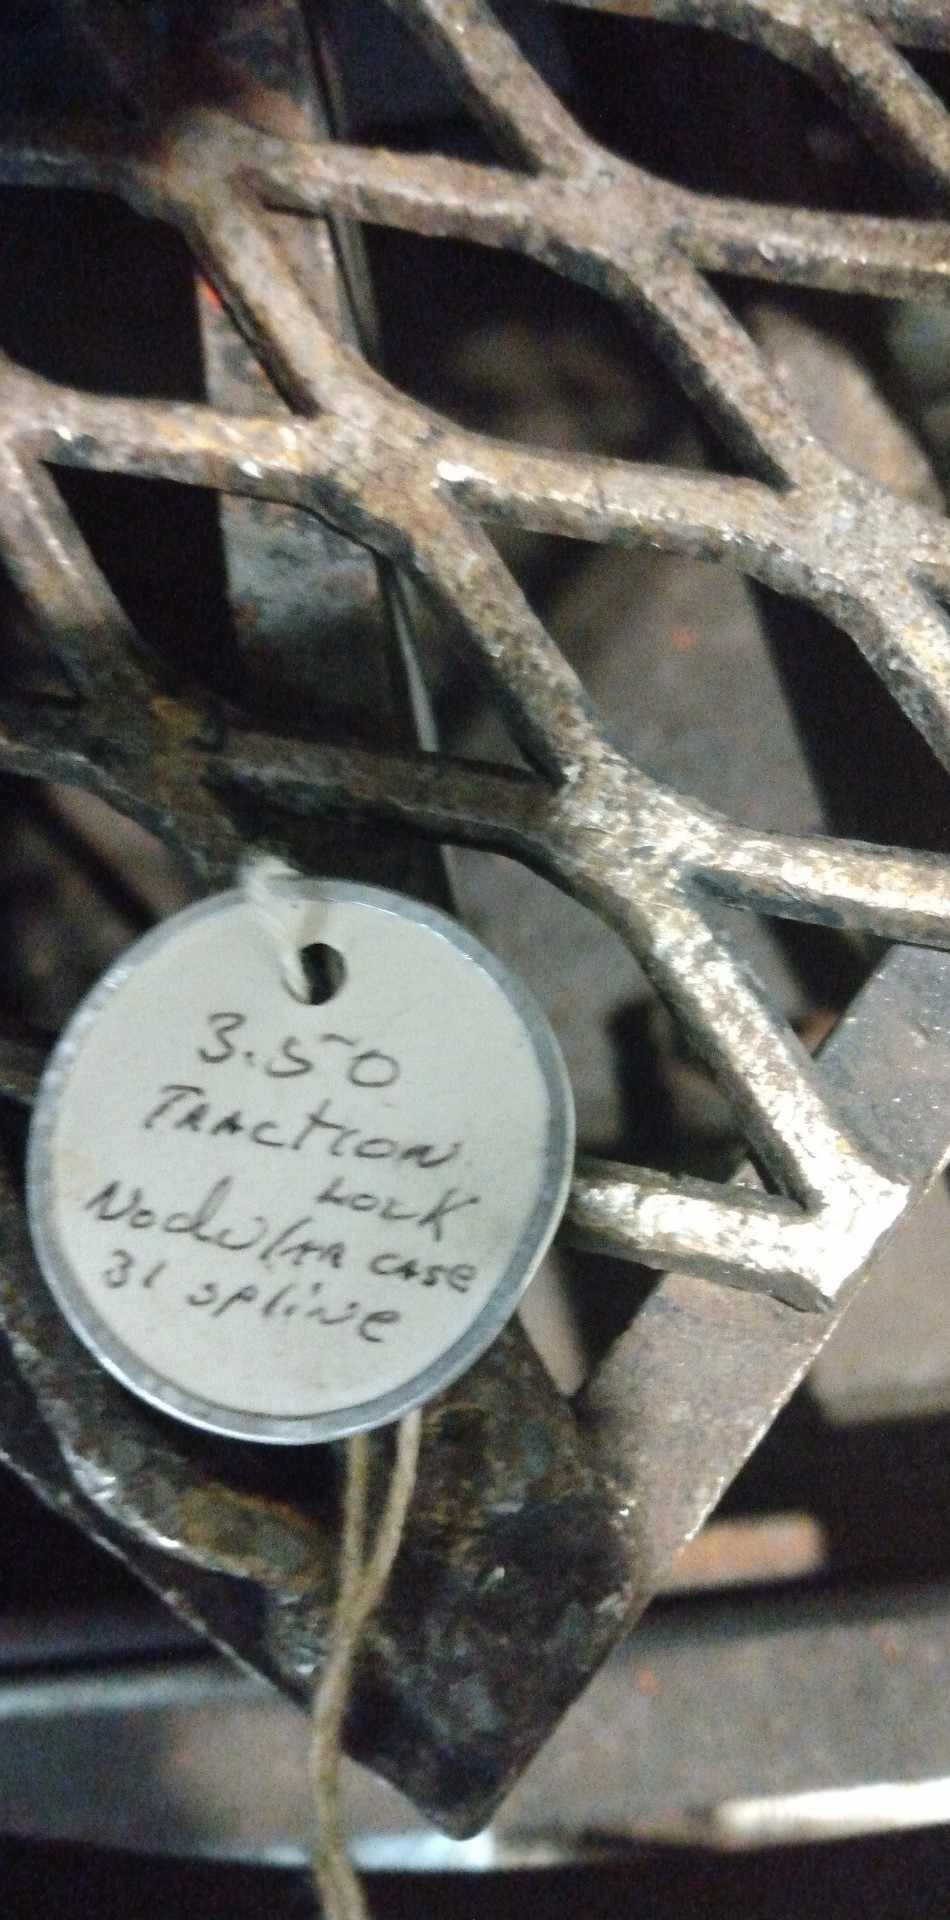 3.50
TRACTION
LOCK
Nodular case
31 spline